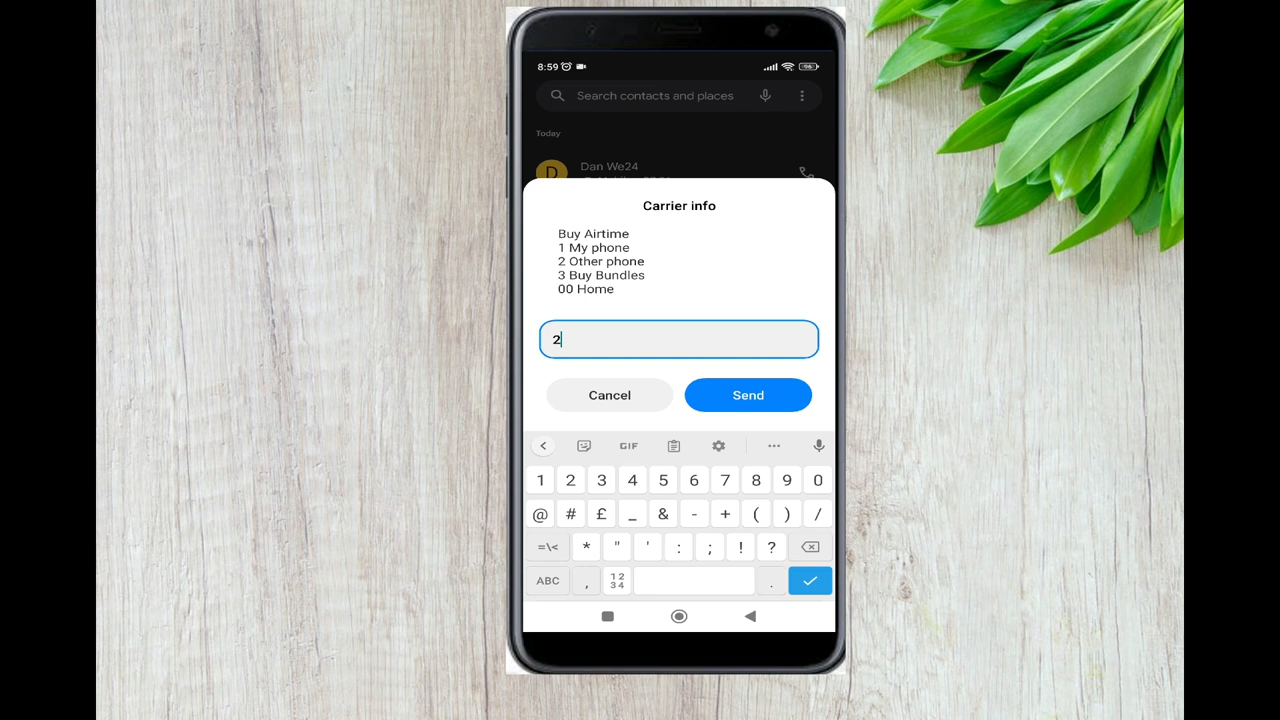 8:59
96
Search contacts and places
Today
D
Dan We24
Carrier info
Buy Airtime
1 My phone
2 Other phone
3 Buy Bundles
00 Home
2
Cancel
Send
GIF
1 2 3 4 5 6 7 8 9 0
@ # £ _ & - + ( ) /
=\< * " ' : ; ! ?
ABC , 12 34 .